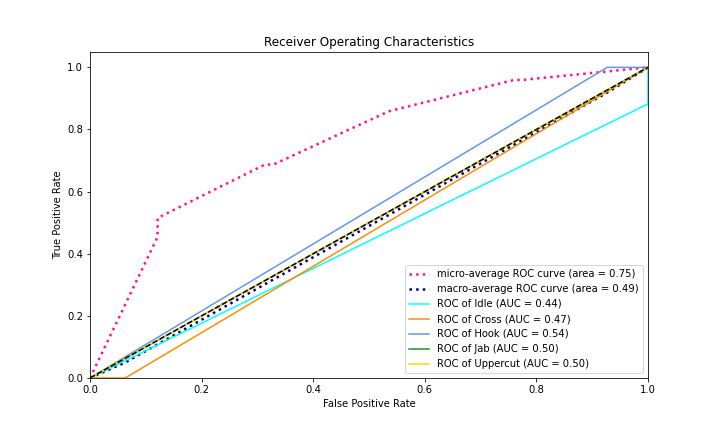 Receiver Operating Characteristics
True Positive Rate
1.0
0.8
0.6
0.4
0.2
0.0
micro-average ROC curve (area = 0.75)
macro-average ROC curve (area = 0.49)
ROC of Idle (AUC = 0.44)
ROC of Cross (AUC = 0.47)
ROC of Hook (AUC = 0.54)
ROC of Jab (AUC = 0.50)
ROC of Uppercut (AUC = 0.50)
0.0 0.2 0.4 0.6 0.8 1.0
False Positive Rate